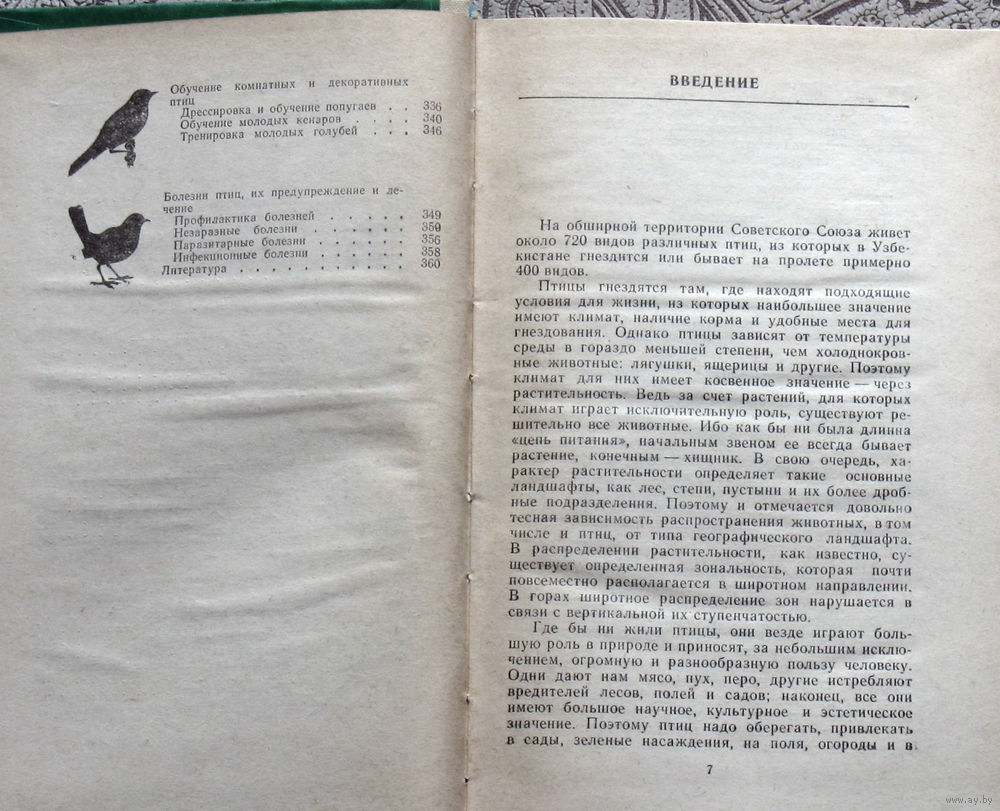 Обучение комнатных и декоративных
птиц
Дрессировка и обучение попугаев . . 336
Обучение молодых кенаров . . . . 340
Тренировка молодых голубей . . . 346
Болезни птиц, их предупреждение и ле-
чение
Профилактика болезней . . . . . 349
Незаразные болезни . . . . . 350
Паразитарные болезни . . . . . 356
Инфекционные болезни . . . . . 358
Литература . . . . . . . . . . 360
ВВЕДЕНИЕ
На обширной территории Советского Союза живет
около 720 видов различных птиц, из которых в Узбе-
кистане гнездится или бывает на пролете примерно
400 видов.
Птицы гнездятся там, где находят подходящие
условия для жизни, из которых наибольшее значение
имеют климат, наличие корма и удобные места для
гнездования. Однако птицы зависят от температуры
среды в гораздо меньшей степени, чем холоднокров-
ные животные: лягушки, ящерицы и другие. Поэтому
климат для них имеет косвенное значение — через
растительность. Ведь за счет растений, для которых
климат играет исключительную роль, существуют ре-
шительно все животные. Ибо как бы ни была длинна
«цепь питания», начальным звеном ее всегда бывает
растение, конечным — хищник. В свою очередь, ха-
рактер растительности определяет такие основные
ландшафты, как лес, степи, пустыни и их более дроб-
ные подразделения. Поэтому и отмечается довольно
тесная зависимость распространения животных, в том
числе и птиц, от типа географического ландшафта.
В распределении растительности, как известно, су-
ществует определенная зональность, которая почти
повсеместно располагается в широтном направлении.
В горах широтное распределение зон нарушается в
связи с вертикальной их ступенчатостью.
Где бы ни жили птицы, они везде играют боль-
шую роль в природе и приносят, за небольшим исклю-
чением, огромную и разнообразную пользу человеку.
Одни дают нам мясо, пух, перо, другие истребляют
вредителей лесов, полей и садов; наконец, все они
имеют большое научное, культурное и эстетическое
значение. Поэтому птиц надо оберегать, привлекать
в сады, зеленые насаждения, на поля, огороды и в
7
www.ay.by